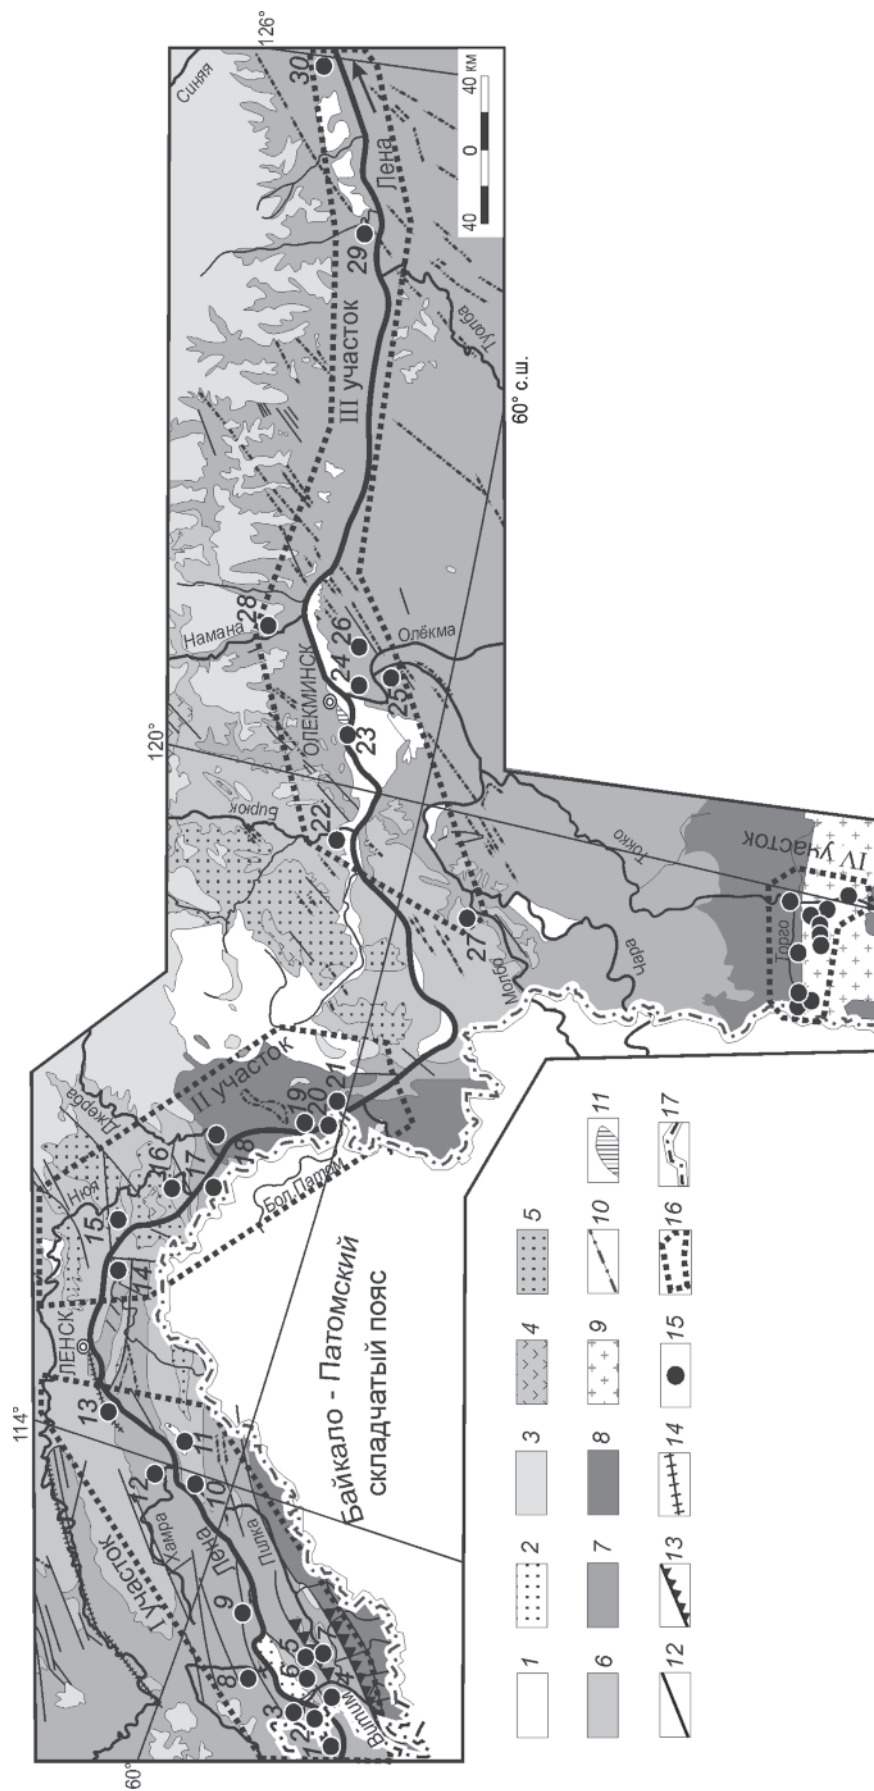 114°
120°
126°
60°
60° с.ш.
Синяя
Намана
Бирюк
Джерба
Нюя
Хамра
Лена
Пилка
Витим
Бол.Патом
Молбо
Чара
Токко
Торго
Олёкма
Туолба
Лена
ЛЕНСК
ОЛЕКМИНСК
I участок
II участок
III участок
IV участок
Байкало - Патомский
складчатый пояс
40 0 40 км
1
2
3
4
5
6
7
8
9
10
11
12
13
14
15
16
17
18
19
20
21
22
23
24
25
26
27
28
29
30
1 2 3 4 5
6 7 8 9 10 11
12 13 14 15 16 17